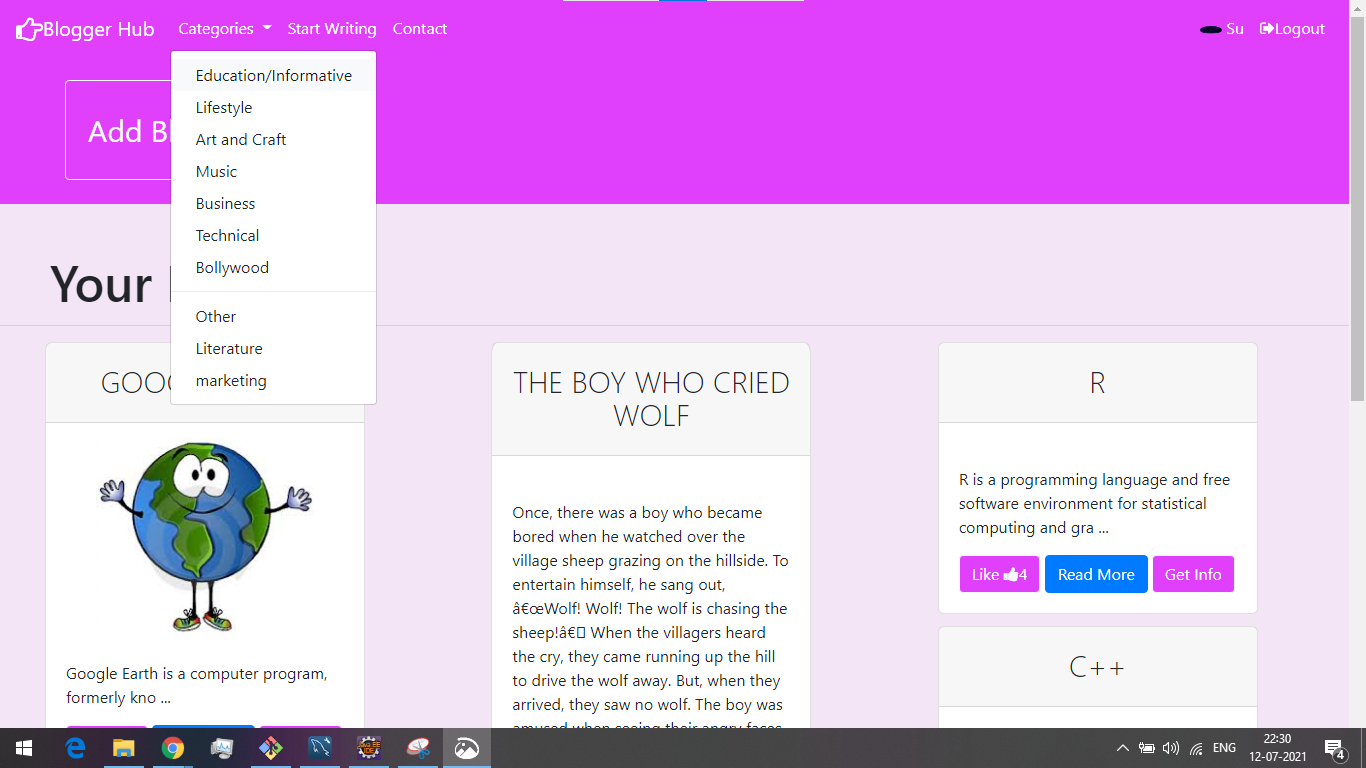 Blogger Hub Categories Start Writing Contact Su Logout
Education/Informative
Lifestyle
Art and Craft
Music
Business
Technical
Bollywood
Other
Literature
marketing
Add
Your
THE BOY WHO CRIED
WOLF
R
Google Earth is a computer program,
formerly kno ...
Once, there was a boy who became
bored when he watched over the
village sheep grazing on the hillside. To
entertain himself, he sang out,
“Wolf! Wolf! The wolf is chasing the
sheep!†When the villagers heard
the cry, they came running up the hill
to drive the wolf away. But, when they
arrived, they saw no wolf. The boy was
amused when seeing their angry faces
R is a programming language and free
software environment for statistical
computing and gra ...
Like 4 Read More Get Info
C++
ENG
22:30
12-07-2021
4